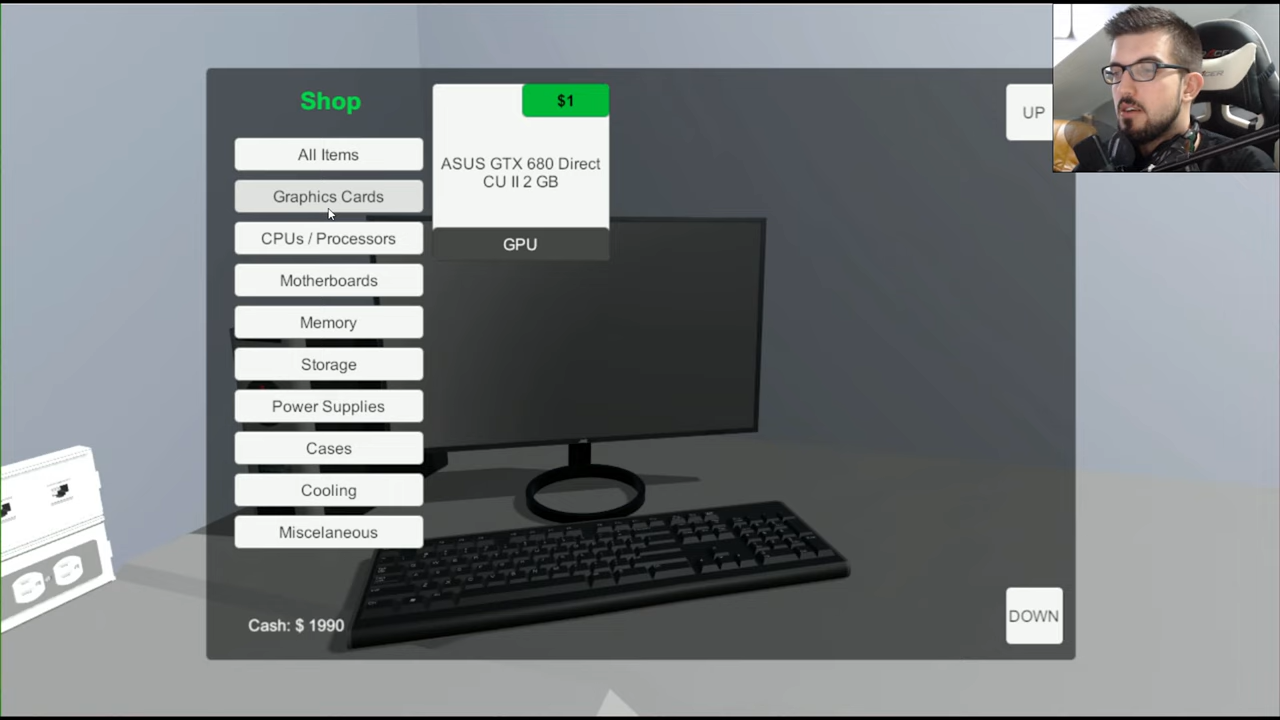 Shop
All Items
Graphics Cards
CPUs / Processors
Motherboards
Memory
Storage
Power Supplies
Cases
Cooling
Miscelaneous
Cash: $ 1990
$1
ASUS GTX 680 Direct
CU II 2 GB
GPU
UP
DOWN